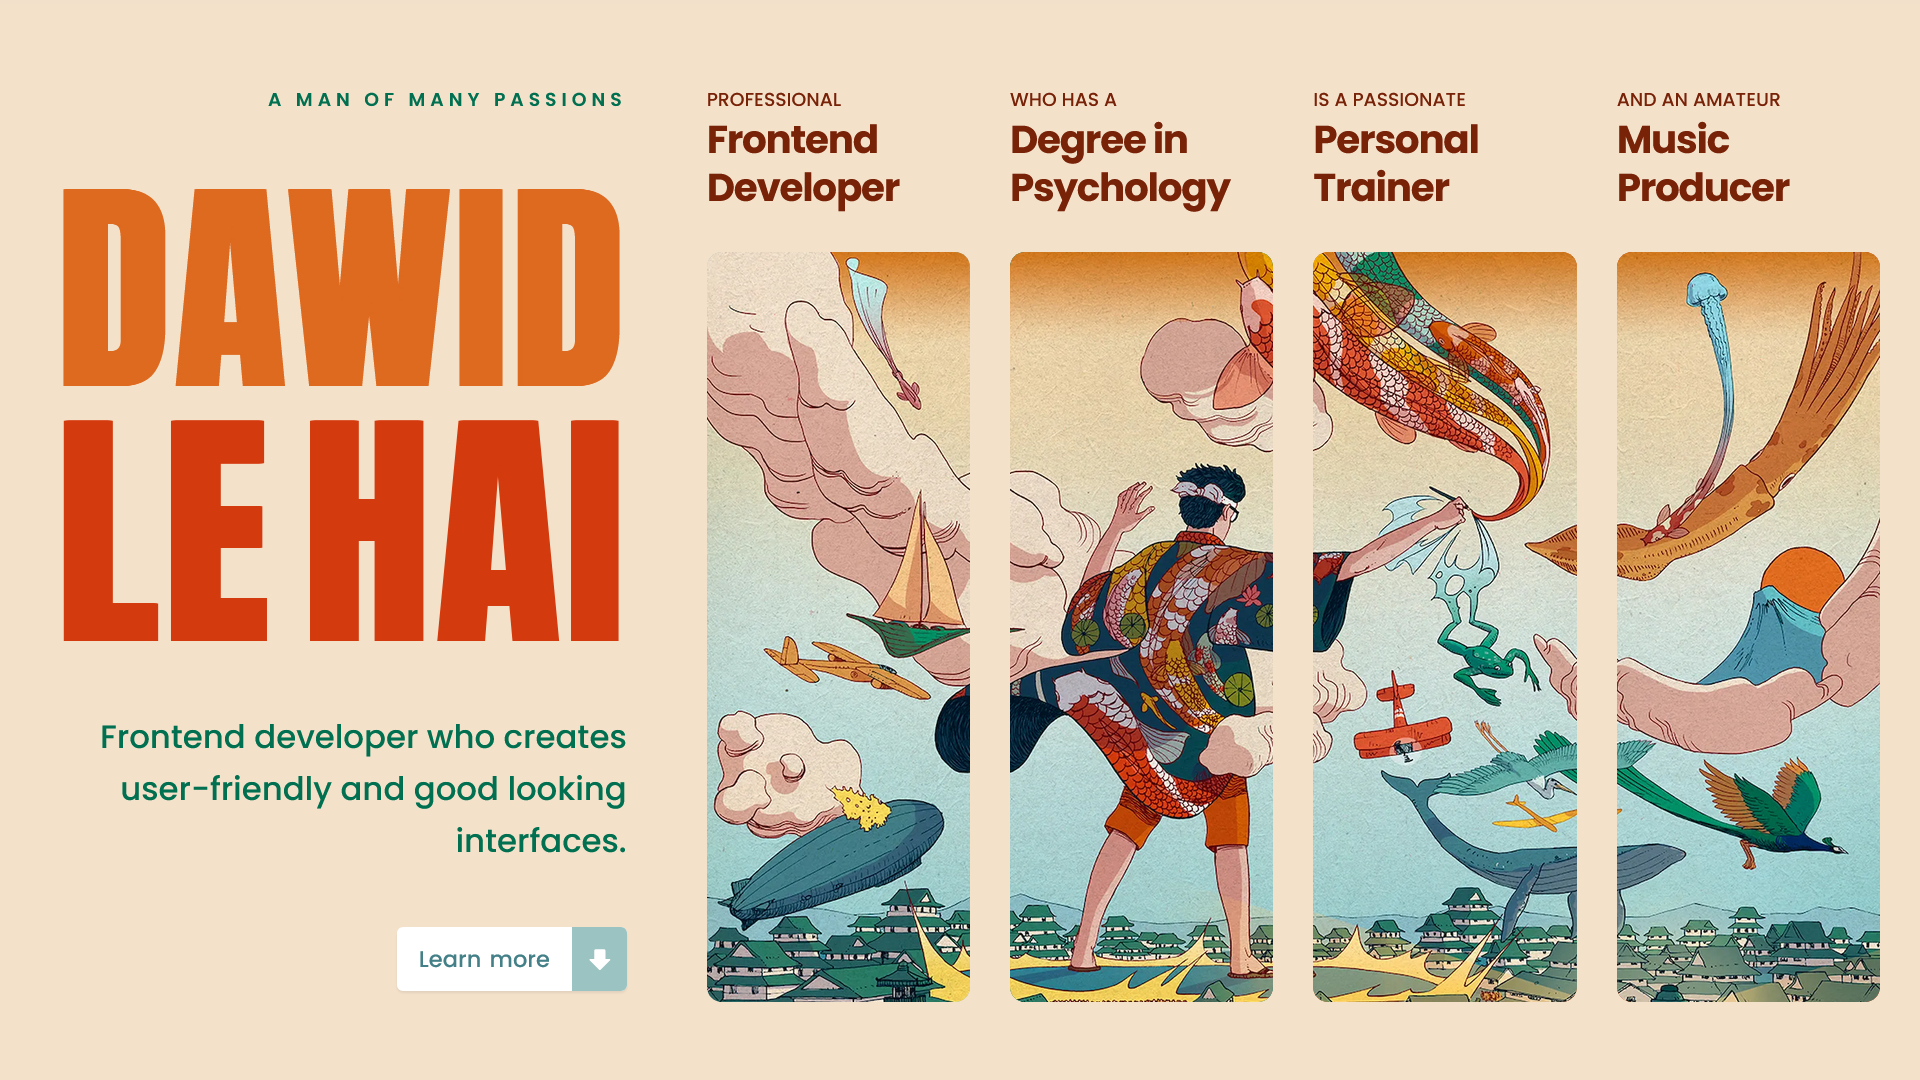 A MAN OF MANY PASSIONS
DAWID
LE HAI
Frontend developer who creates
user-friendly and good looking
interfaces.
Learn more
PROFESSIONAL
Frontend
Developer
WHO HAS A
Degree in
Psychology
IS A PASSIONATE
Personal
Trainer
AND AN AMATEUR
Music
Producer